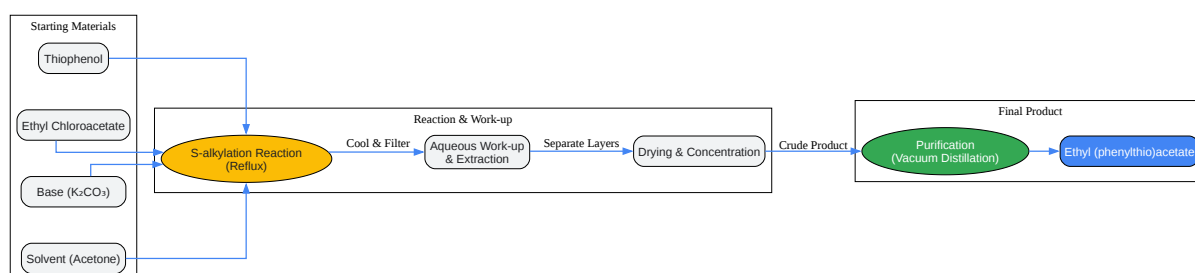 Starting Materials
Thiophenol
Ethyl Chloroacetate
Base (K₂CO₃)
Solvent (Acetone)
Reaction & Work-up
S-alkylation Reaction
(Reflux)
Cool & Filter
Aqueous Work-up
& Extraction
Separate Layers
Drying & Concentration
Crude Product
Final Product
Purification
(Vacuum Distillation)
Ethyl (phenylthio)acetate